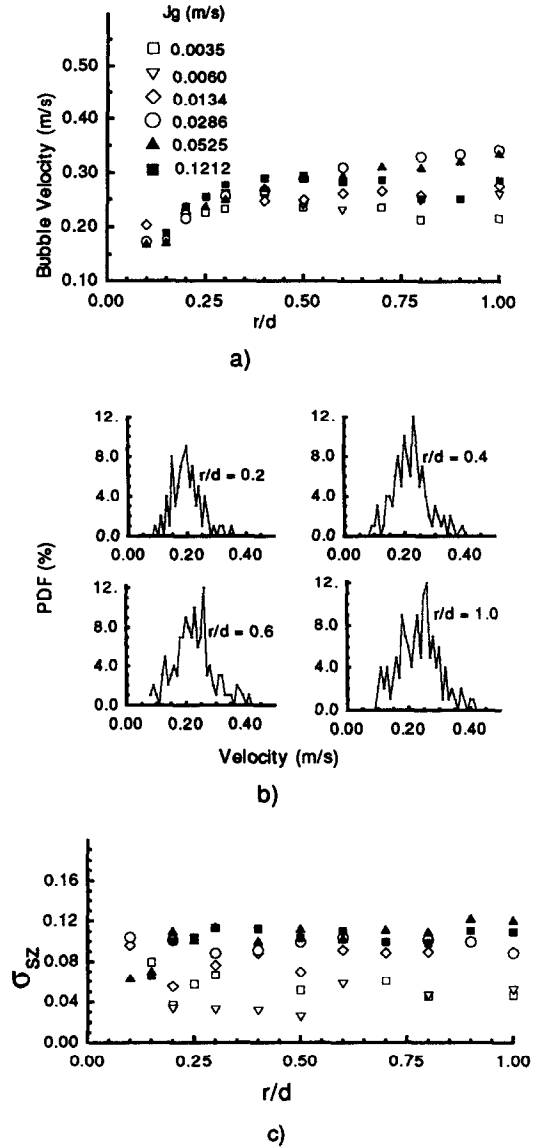 Jg (m/s)
0.0035
0.0060
0.0134
0.0286
0.0525
0.1212
Bubble Velocity (m/s)
0.50
0.40
0.30
0.20
0.10
0.00 0.25 0.50 0.75 1.00
r/d
a)
PDF (%)
12.
8.0
4.0
0.0
r/d = 0.2
0.00 0.20 0.40
12.
8.0
4.0
0.0
r/d = 0.4
0.00 0.20 0.40
12.
8.0
4.0
0.0
r/d = 0.6
0.00 0.20 0.40
12.
8.0
4.0
0.0
r/d = 1.0
0.00 0.20 0.40
Velocity (m/s)
b)
σSZ
0.16
0.12
0.08
0.04
0.00
0.00 0.25 0.50 0.75 1.00
r/d
c)